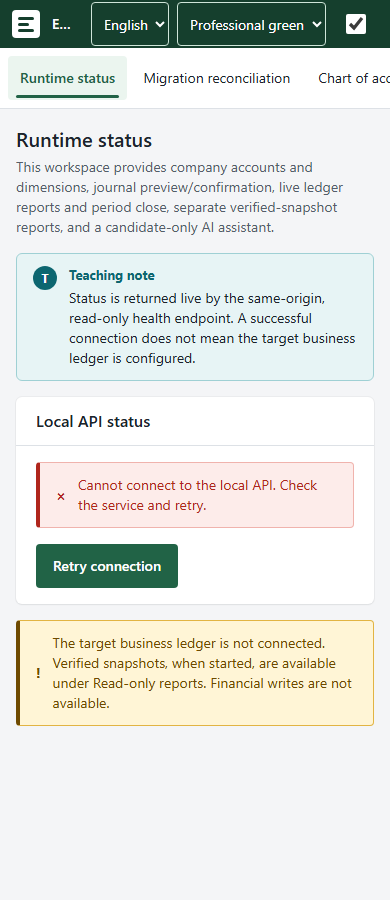 E...
English
Professional green
Runtime status
Migration reconciliation
Chart of acc
Runtime status
This workspace provides company accounts and
dimensions, journal preview/confirmation, live ledger
reports and period close, separate verified-snapshot
reports, and a candidate-only AI assistant.
T
Teaching note
Status is returned live by the same-origin,
read-only health endpoint. A successful
connection does not mean the target business
ledger is configured.
Local API status
×
Cannot connect to the local API. Check
the service and retry.
Retry connection
!
The target business ledger is not connected.
Verified snapshots, when started, are available
under Read-only reports. Financial writes are not
available.